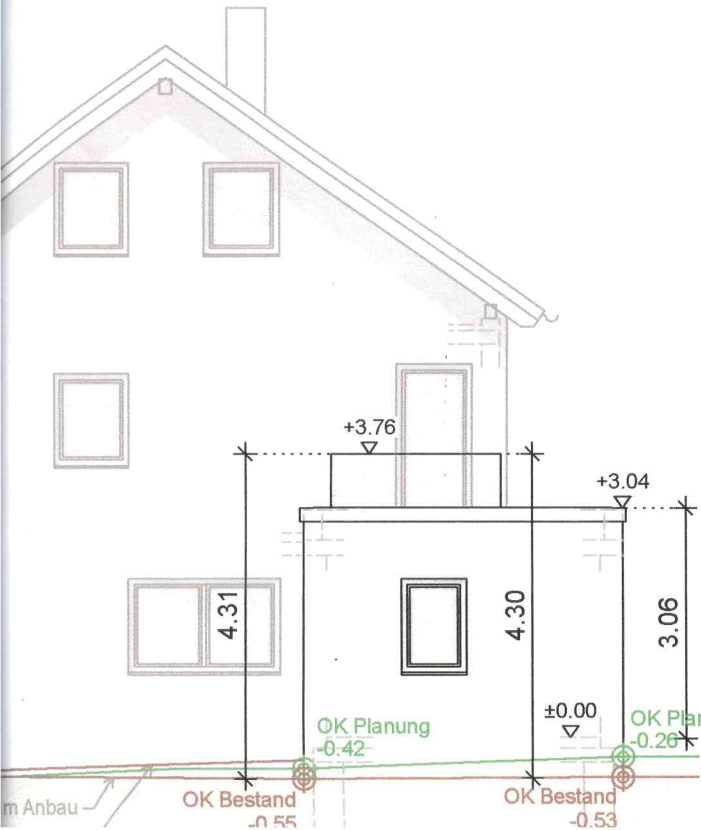 +3.76
+3.04
4.31
4.30
3.06
±0.00
OK Planung
-0.42
OK Plan
-0.26
m Anbau
OK Bestand
-0.55
OK Bestand
-0.53